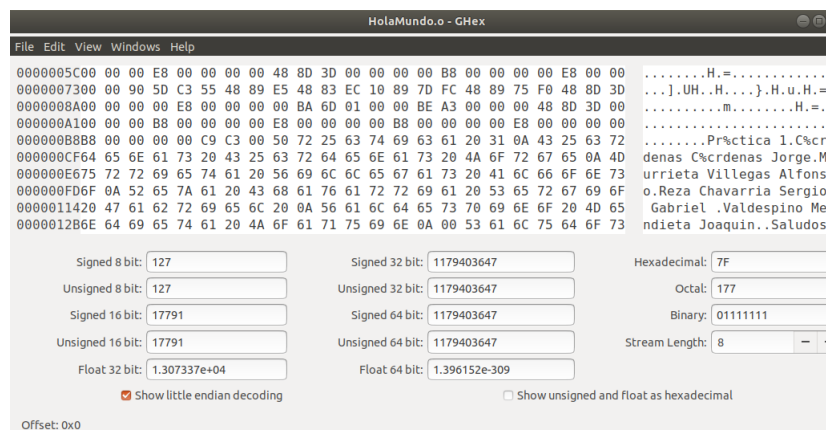 HolaMundo.o - GHex
File Edit View Windows Help
0000005C00 00 00 E8 00 00 00 00 48 8D 3D 00 00 00 00 B8 00 00 00 00 E8 00 00 ........H.=............
0000007300 00 90 5D C3 55 48 89 E5 48 83 EC 10 89 7D FC 48 89 75 F0 48 8D 3D ...].UH..H....}.H.u.H.=
0000008A00 00 00 00 E8 00 00 00 00 BA 6D 01 00 00 BE A3 00 00 00 48 8D 3D 00 ..........m........H.=.
000000A100 00 00 B8 00 00 00 00 E8 00 00 00 00 B8 00 00 00 00 E8 00 00 00 00 .......................
000000B8B8 00 00 00 00 C9 C3 00 50 72 25 63 74 69 63 61 20 31 0A 43 25 63 72 ........Pr%ctica 1.C%cr
000000CF64 65 6E 61 73 20 43 25 63 72 64 65 6E 61 73 20 4A 6F 72 67 65 0A 4D denas C%crdenas Jorge.M
000000E675 72 72 69 65 74 61 20 56 69 6C 6C 65 67 61 73 20 41 6C 66 6F 6E 73 urrieta Villegas Alfons
000000FD6F 0A 52 65 7A 61 20 43 68 61 76 61 72 72 69 61 20 53 65 72 67 69 6F o.Reza Chavarria Sergio
0000011420 47 61 62 72 69 65 6C 20 0A 56 61 6C 64 65 73 70 69 6E 6F 20 4D 65 Gabriel .Valdespino Me
0000012B6E 64 69 65 74 61 20 4A 6F 61 71 75 69 6E 0A 00 53 61 6C 75 64 6F 73 ndieta Joaquin..Saludos
Signed 8 bit: 127 Signed 32 bit: 1179403647 Hexadecimal: 7F
Unsigned 8 bit: 127 Unsigned 32 bit: 1179403647 Octal: 177
Signed 16 bit: 17791 Signed 64 bit: 1179403647 Binary: 01111111
Unsigned 16 bit: 17791 Unsigned 64 bit: 1179403647 Stream Length: 8 −
Float 32 bit: 1.307337e+04 Float 64 bit: 1.396152e-309
Show little endian decoding Show unsigned and float as hexadecimal
Offset: 0x0